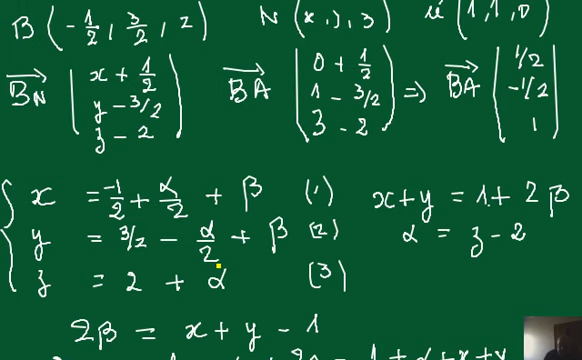 B (-1/2, 3/2, 2) N (x, y, 3) u (1, 1, 0)
BN | x + 1/2 | y - 3/2 | z - 2 ) BA | 0 + 1/2 | 1 - 3/2 | 3 - 2 ) => BA | 1/2 | -1/2 | 1 |
{ x = -1/2 + α/2 + β (1) x + y = 1 + 2β
y = 3/2 - α/2 + β (2) α = z - 2
z = 2 + α (3)
2β = x + y - 1